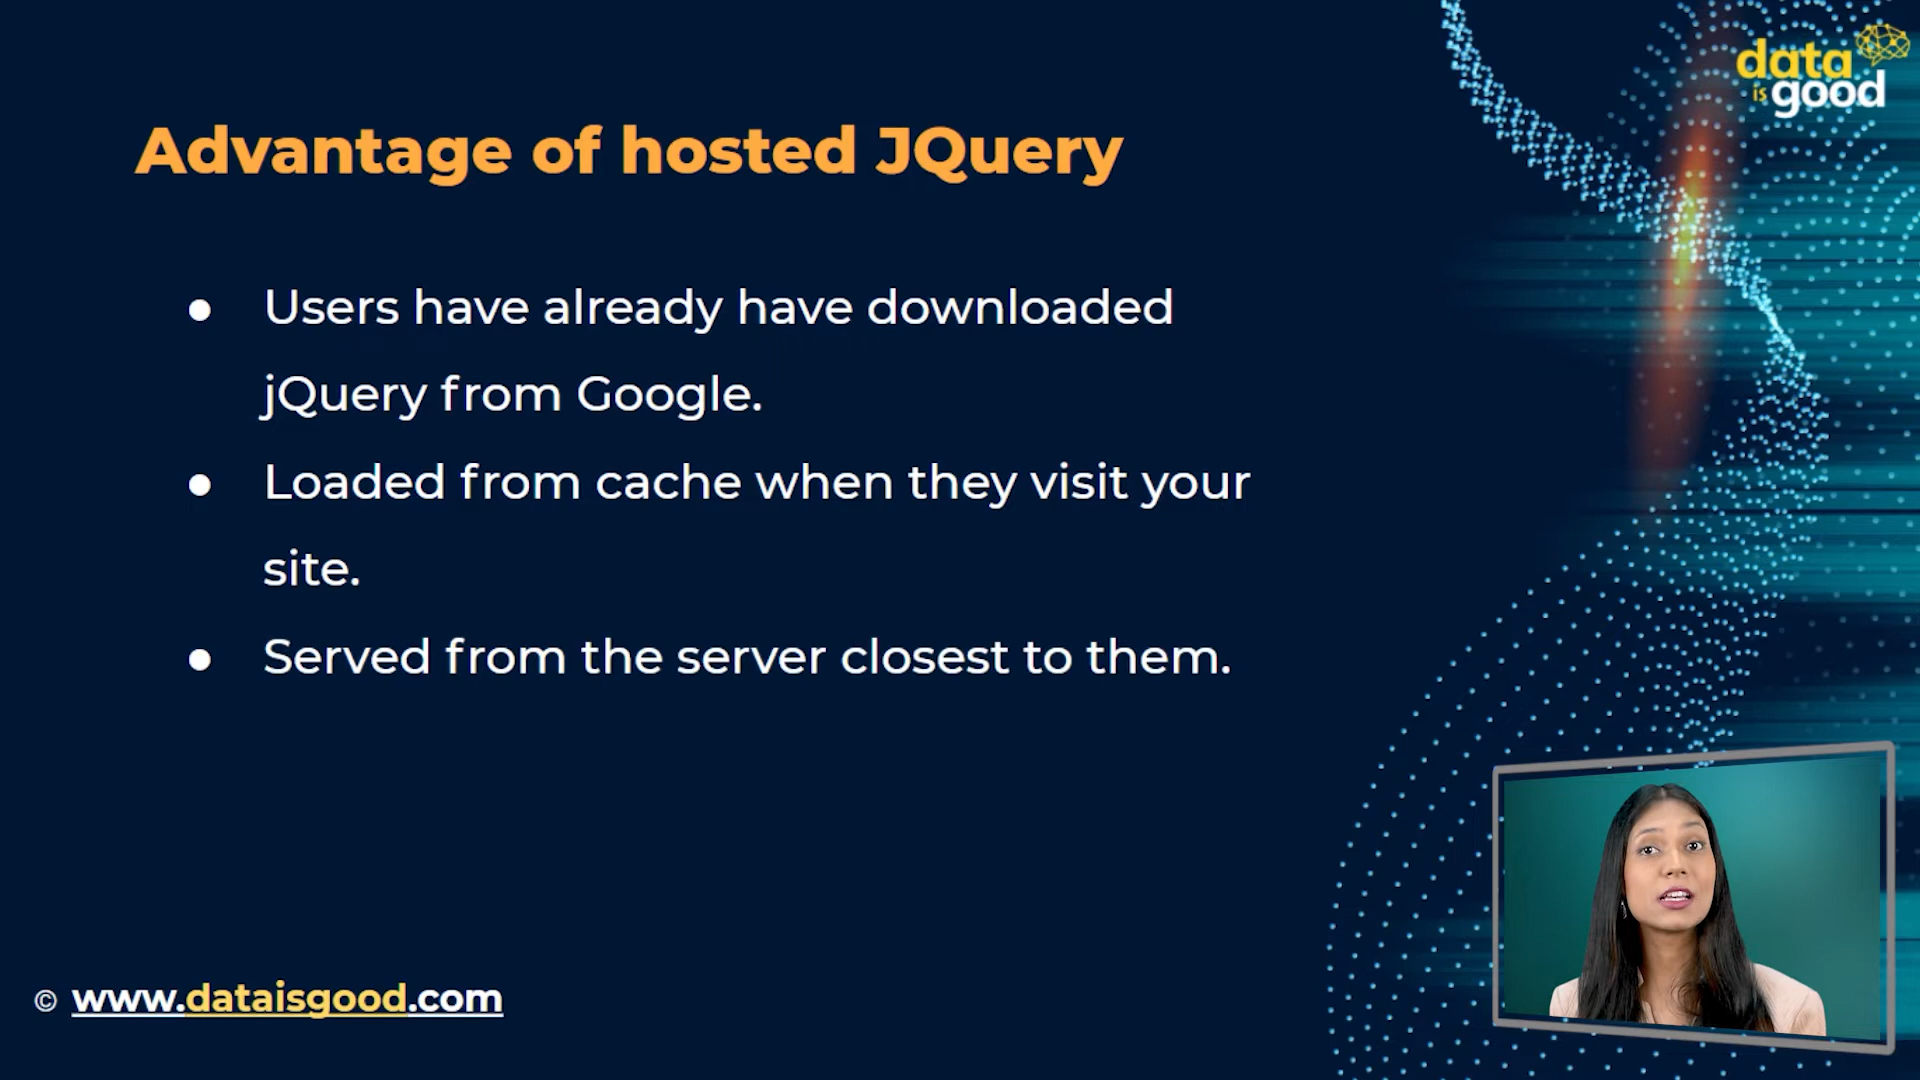 data
is good
Advantage of hosted JQuery
● Users have already have downloaded
jQuery from Google.
● Loaded from cache when they visit your
site.
● Served from the server closest to them.
© www.dataisgood.com